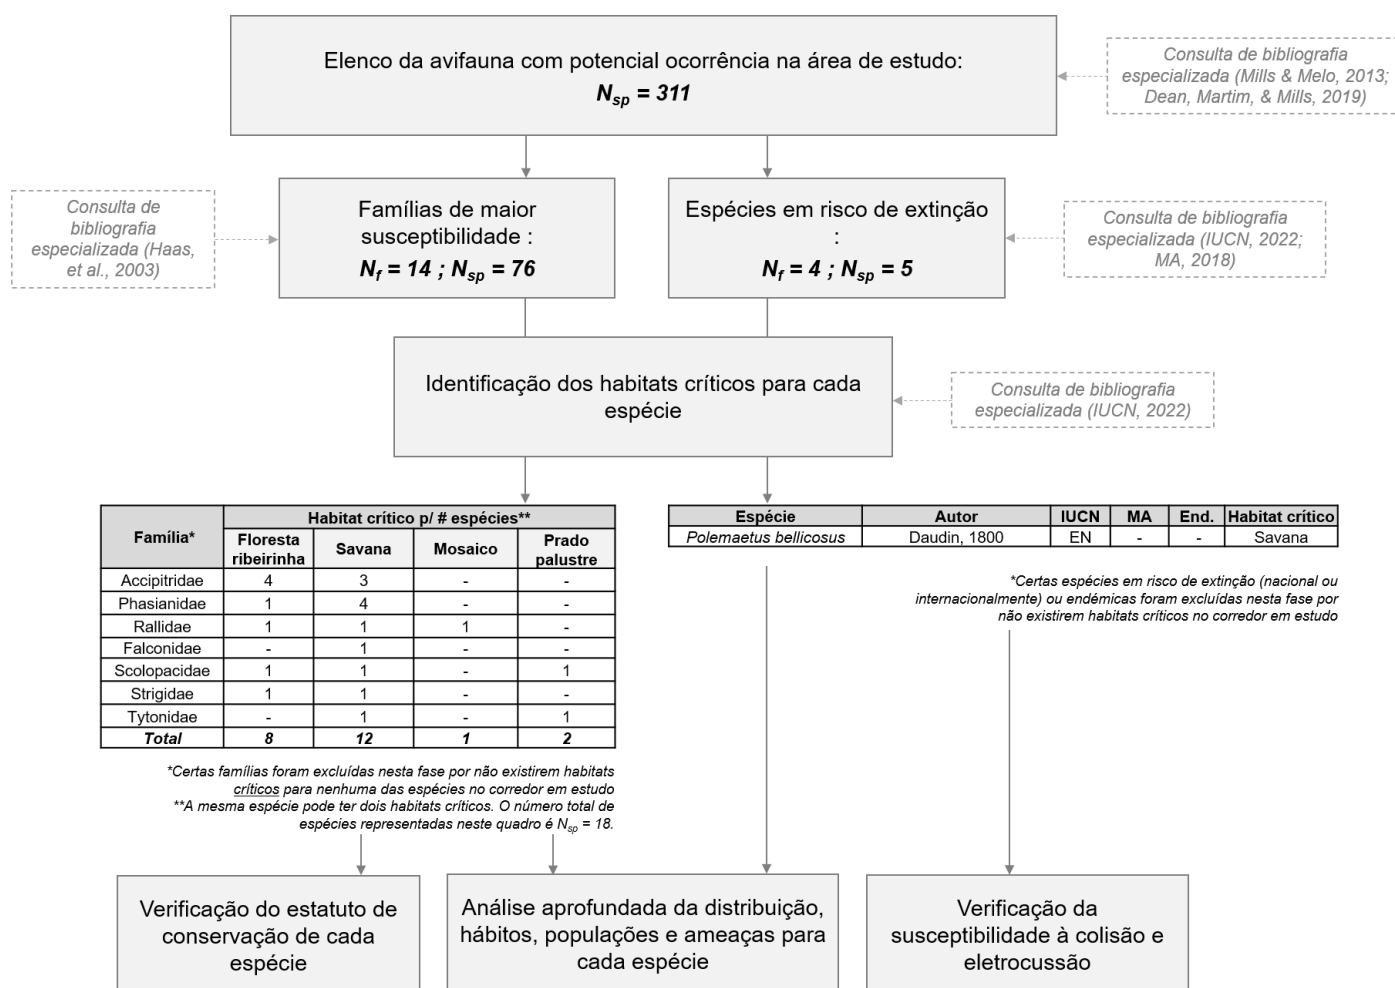 Elenco da avifauna com potencial ocorrência na área de estudo:
N_sp = 311
Consulta de bibliografia
especializada (Mills & Melo, 2013;
Dean, Martim, & Mills, 2019)
Consulta de
bibliografia
especializada (Haas,
et al., 2003)
Famílias de maior
susceptibilidade :
N_f = 14 ; N_sp = 76
Espécies em risco de extinção
:
N_f = 4 ; N_sp = 5
Consulta de bibliografia
especializada (IUCN, 2022;
MA, 2018)
Identificação dos habitats críticos para cada
espécie
Consulta de bibliografia
especializada (IUCN, 2022)
Família* Habitat crítico p/ # espécies**
Floresta ribeirinha Savana Mosaico Prado palustre
Accipitridae 4 3 - -
Phasianidae 1 4 - -
Rallidae 1 1 1 -
Falconidae - 1 - -
Scolopacidae 1 1 - 1
Strigidae 1 1 - -
Tytonidae - 1 - 1
Total 8 12 1 2
*Certas famílias foram excluídas nesta fase por não existirem habitats
críticos para nenhuma das espécies no corredor em estudo
**A mesma espécie pode ter dois habitats críticos. O número total de
espécies representadas neste quadro é N_sp = 18.
Espécie Autor IUCN MA End. Habitat crítico
Polemaetus bellicosus Daudin, 1800 EN - - Savana
*Certas espécies em risco de extinção (nacional ou
internacionalmente) ou endémicas foram excluídas nesta fase por
não existirem habitats críticos no corredor em estudo
Verificação do estatuto de
conservação de cada
espécie
Análise aprofundada da distribuição,
hábitos, populações e ameaças para
cada espécie
Verificação da
susceptibilidade à colisão e
eletrocussão